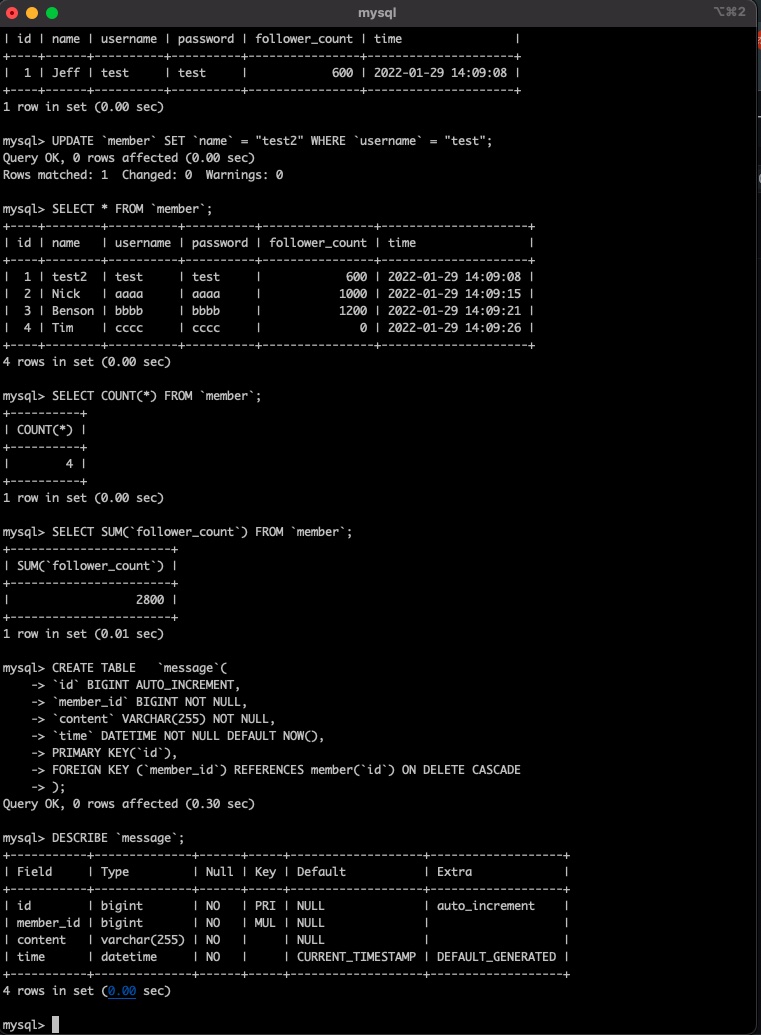 mysql
⌥⌘2
| id | name | username | password | follower_count | time                |
+----+------+----------+----------+----------------+---------------------+
|  1 | Jeff | test     | test     |            600 | 2022-01-29 14:09:08 |
+----+------+----------+----------+----------------+---------------------+
1 row in set (0.00 sec)
mysql> UPDATE `member` SET `name` = "test2" WHERE `username` = "test";
Query OK, 0 rows affected (0.00 sec)
Rows matched: 1  Changed: 0  Warnings: 0
mysql> SELECT * FROM `member`;
+----+--------+----------+----------+----------------+---------------------+
| id | name   | username | password | follower_count | time                |
+----+--------+----------+----------+----------------+---------------------+
|  1 | test2  | test     | test     |            600 | 2022-01-29 14:09:08 |
|  2 | Nick   | aaaa     | aaaa     |           1000 | 2022-01-29 14:09:15 |
|  3 | Benson | bbbb     | bbbb     |           1200 | 2022-01-29 14:09:21 |
|  4 | Tim    | cccc     | cccc     |              0 | 2022-01-29 14:09:26 |
+----+--------+----------+----------+----------------+---------------------+
4 rows in set (0.00 sec)
mysql> SELECT COUNT(*) FROM `member`;
+----------+
| COUNT(*) |
+----------+
|        4 |
+----------+
1 row in set (0.00 sec)
mysql> SELECT SUM(`follower_count`) FROM `member`;
+-----------------------+
| SUM(`follower_count`) |
+-----------------------+
|                  2800 |
+-----------------------+
1 row in set (0.01 sec)
mysql> CREATE TABLE   `message`(
    -> `id` BIGINT AUTO_INCREMENT,
    -> `member_id` BIGINT NOT NULL,
    -> `content` VARCHAR(255) NOT NULL,
    -> `time` DATETIME NOT NULL DEFAULT NOW(),
    -> PRIMARY KEY(`id`),
    -> FOREIGN KEY (`member_id`) REFERENCES member(`id`) ON DELETE CASCADE
    -> );
Query OK, 0 rows affected (0.30 sec)
mysql> DESCRIBE `message`;
+-----------+--------------+------+-----+-------------------+-------------------+
| Field     | Type         | Null | Key | Default           | Extra             |
+-----------+--------------+------+-----+-------------------+-------------------+
| id        | bigint       | NO   | PRI | NULL              | auto_increment    |
| member_id | bigint       | NO   | MUL | NULL              |                   |
| content   | varchar(255) | NO   |     | NULL              |                   |
| time      | datetime     | NO   |     | CURRENT_TIMESTAMP | DEFAULT_GENERATED |
+-----------+--------------+------+-----+-------------------+-------------------+
4 rows in set (0.00 sec)
mysql>